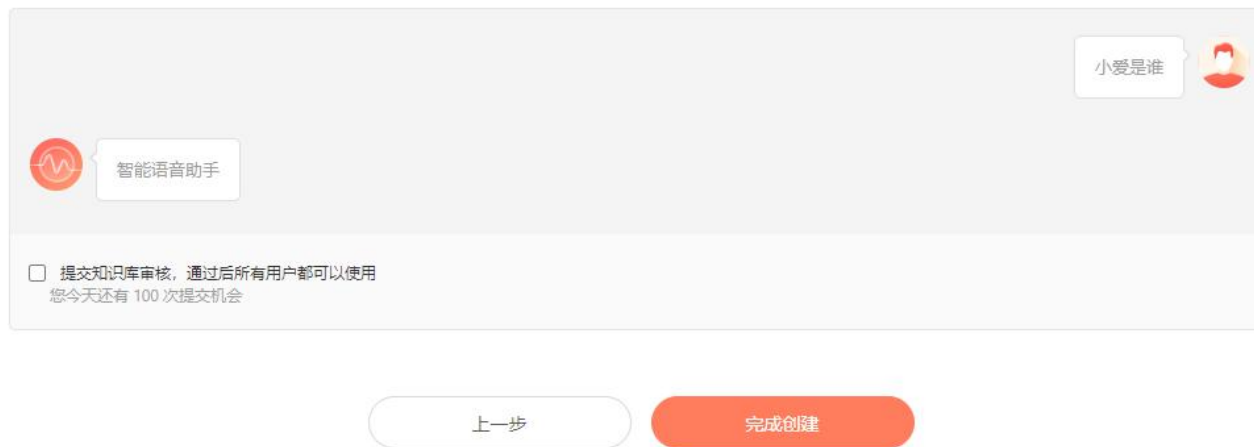 小爱是谁
智能语音助手
提交知识库审核，通过后所有用户都可以使用
您今天还有 100 次提交机会
上一步
完成创建